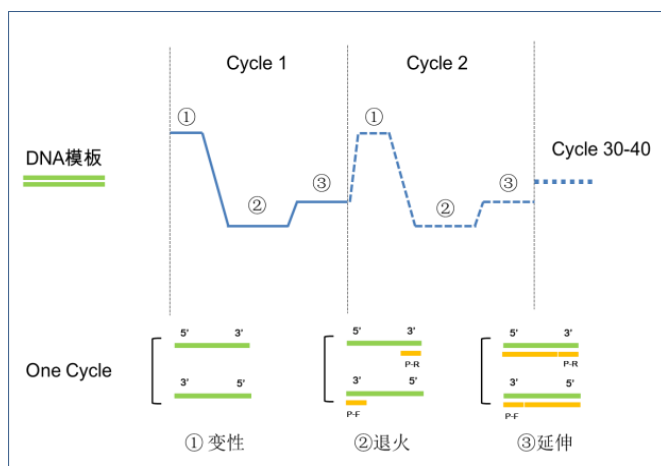 Cycle 1
Cycle 2
①
①
Cycle 30-40
DNA模板
③
③
②
②
5' 3'
5' 3'
5' 3'
P-R
P-R
One Cycle
3' 5'
3' 5'
3' 5'
P-F
P-F
① 变性
②退火
③延伸